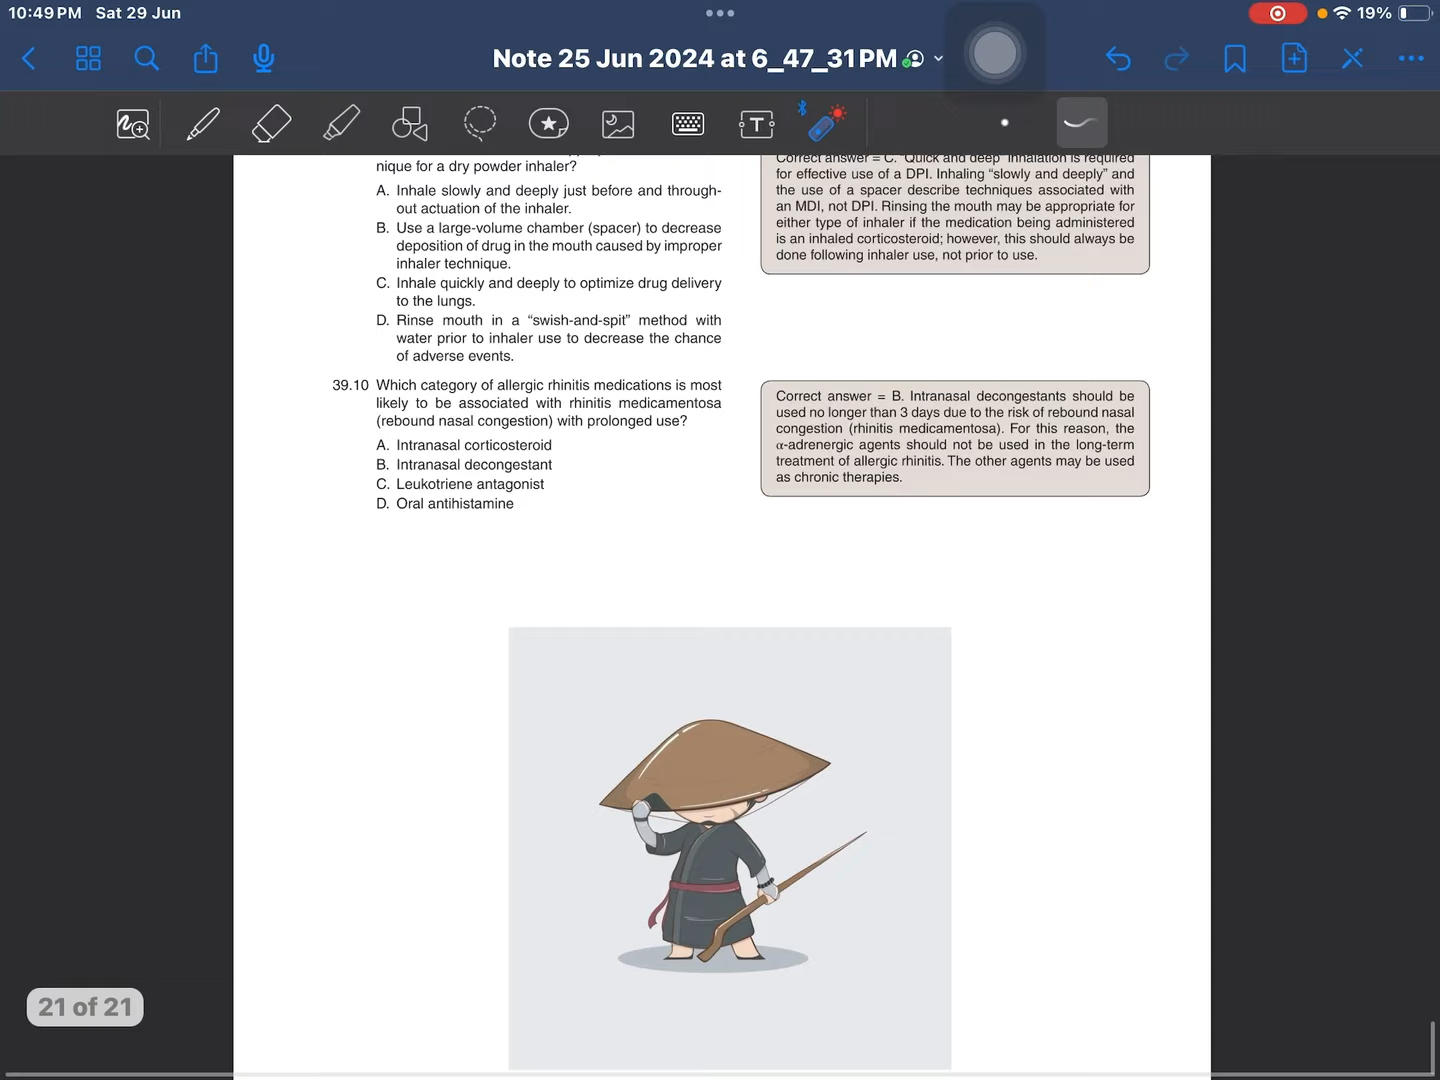 10:49 PM Sat 29 Jun
19%
Note 25 Jun 2024 at 6_47_31 PM
T
nique for a dry powder inhaler?
A. Inhale slowly and deeply just before and through-
out actuation of the inhaler.
B. Use a large-volume chamber (spacer) to decrease
deposition of drug in the mouth caused by improper
inhaler technique.
C. Inhale quickly and deeply to optimize drug delivery
to the lungs.
D. Rinse mouth in a “swish-and-spit” method with
water prior to inhaler use to decrease the chance
of adverse events.
Correct answer = C. “Quick and deep” inhalation is required
for effective use of a DPI. Inhaling “slowly and deeply” and
the use of a spacer describe techniques associated with
an MDI, not DPI. Rinsing the mouth may be appropriate for
either type of inhaler if the medication being administered
is an inhaled corticosteroid; however, this should always be
done following inhaler use, not prior to use.
39.10 Which category of allergic rhinitis medications is most
likely to be associated with rhinitis medicamentosa
(rebound nasal congestion) with prolonged use?
A. Intranasal corticosteroid
B. Intranasal decongestant
C. Leukotriene antagonist
D. Oral antihistamine
Correct answer = B. Intranasal decongestants should be
used no longer than 3 days due to the risk of rebound nasal
congestion (rhinitis medicamentosa). For this reason, the
α-adrenergic agents should not be used in the long-term
treatment of allergic rhinitis. The other agents may be used
as chronic therapies.
21 of 21